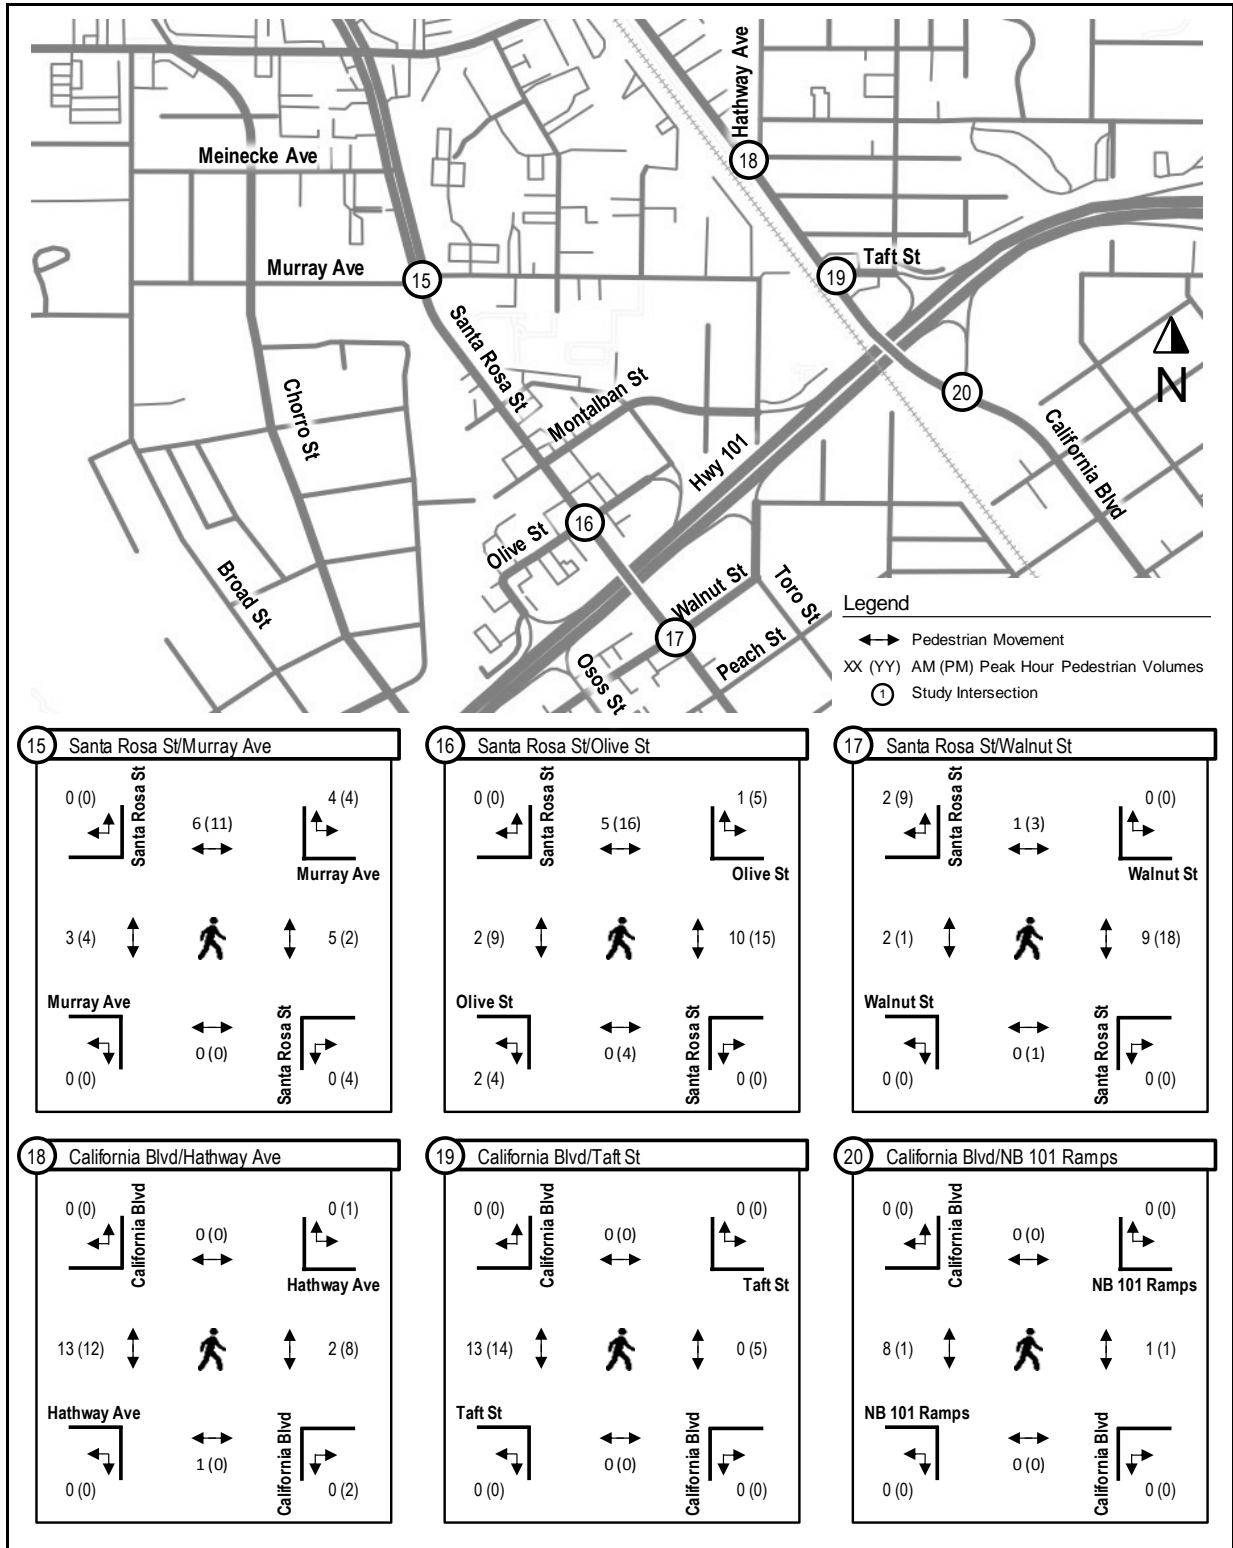 Hathway Ave
18
Meinecke Ave
Taft St
19
Murray Ave
15
Santa Rosa St
N
Chorro St
Montalban St
20
California Blvd
Hwy 101
16
Olive St
Broad St
Walnut St
Toro St
17
Peach St
Osos St
Legend
Pedestrian Movement
XX (YY) AM (PM) Peak Hour Pedestrian Volumes
1 Study Intersection
15 Santa Rosa St/Murray Ave
0 (0)
Santa Rosa St
6 (11)
4 (4)
Murray Ave
3 (4)
5 (2)
Murray Ave
0 (0)
0 (0)
Santa Rosa St
0 (4)
16 Santa Rosa St/Olive St
0 (0)
Santa Rosa St
5 (16)
1 (5)
Olive St
2 (9)
10 (15)
Olive St
2 (4)
0 (4)
Santa Rosa St
0 (0)
17 Santa Rosa St/Walnut St
2 (9)
Santa Rosa St
1 (3)
0 (0)
Walnut St
2 (1)
9 (18)
Walnut St
0 (0)
0 (1)
Santa Rosa St
0 (0)
18 California Blvd/Hathway Ave
0 (0)
California Blvd
0 (0)
0 (1)
Hathway Ave
13 (12)
2 (8)
Hathway Ave
0 (0)
1 (0)
California Blvd
0 (2)
19 California Blvd/Taft St
0 (0)
California Blvd
0 (0)
0 (0)
Taft St
13 (14)
0 (5)
Taft St
0 (0)
0 (0)
California Blvd
0 (0)
20 California Blvd/NB 101 Ramps
0 (0)
California Blvd
0 (0)
0 (0)
NB 101 Ramps
8 (1)
1 (1)
NB 101 Ramps
0 (0)
0 (0)
California Blvd
0 (0)